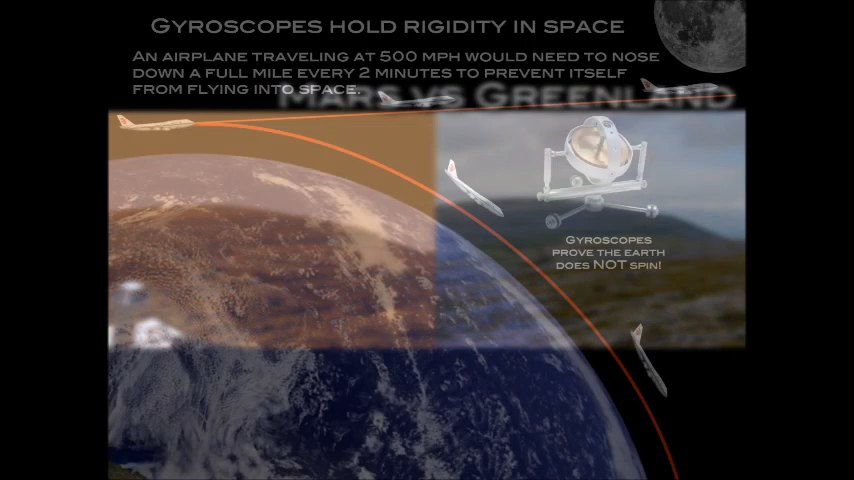 Gyroscopes hold rigidity in space
An airplane traveling at 500 mph would need to nose
down a full mile every 2 minutes to prevent itself
from flying into space.
Mars vs Greenland
Gyroscopes
prove the earth
does NOT spin!